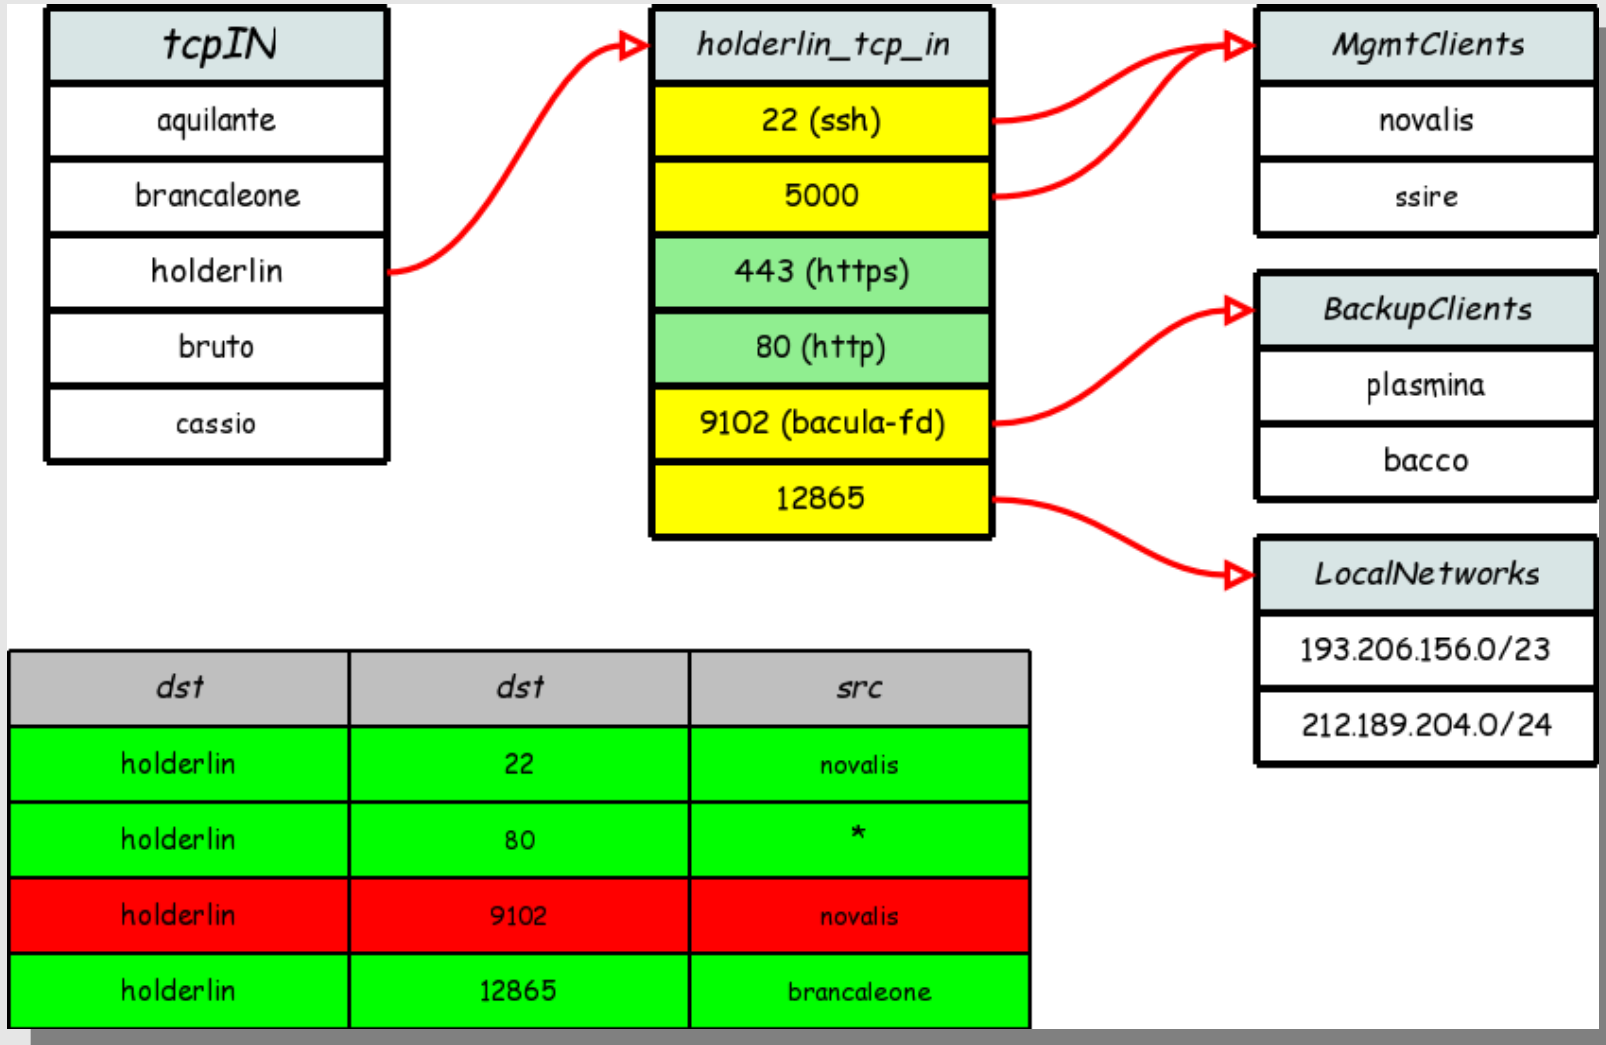 tcpIN
aquilante
brancaleone
holderlin
bruto
cassio
holderlin_tcp_in
22 (ssh)
5000
443 (https)
80 (http)
9102 (bacula-fd)
12865
MgmtClients
novalis
ssire
BackupClients
plasmina
bacco
LocalNetworks
193.206.156.0/23
212.189.204.0/24
dst dst src
holderlin 22 novalis
holderlin 80 *
holderlin 9102 novalis
holderlin 12865 brancaleone